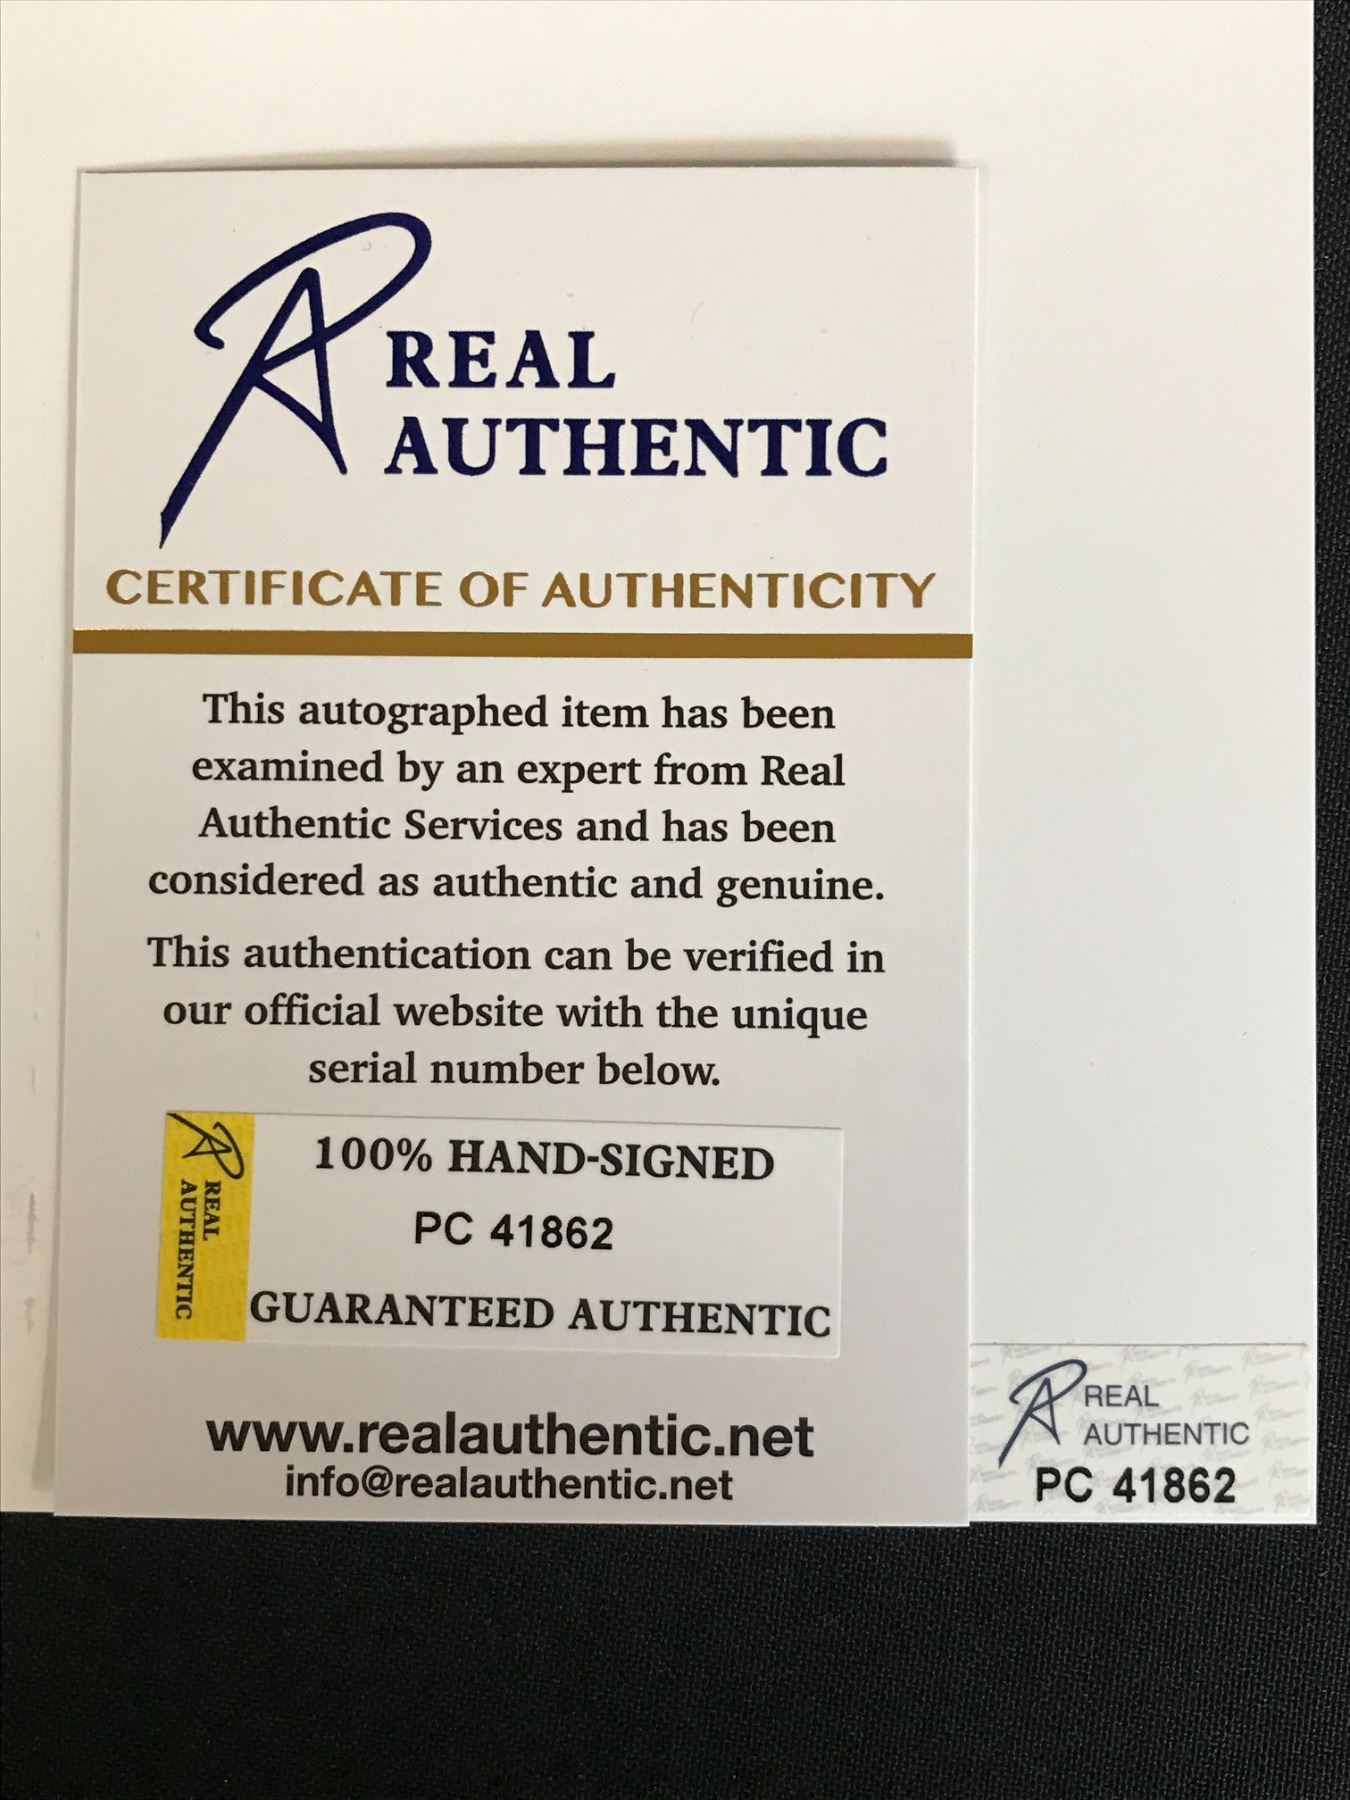 REAL
AUTHENTIC
CERTIFICATE OF AUTHENTICITY
This autographed item has been
examined by an expert from Real
Authentic Services and has been
considered as authentic and genuine.
This authentication can be verified in
our official website with the unique
serial number below.
REAL
AUTHENTIC
100% HAND-SIGNED
PC 41862
GUARANTEED AUTHENTIC
www.realauthentic.net
info@realauthentic.net
REAL
AUTHENTIC
PC 41862